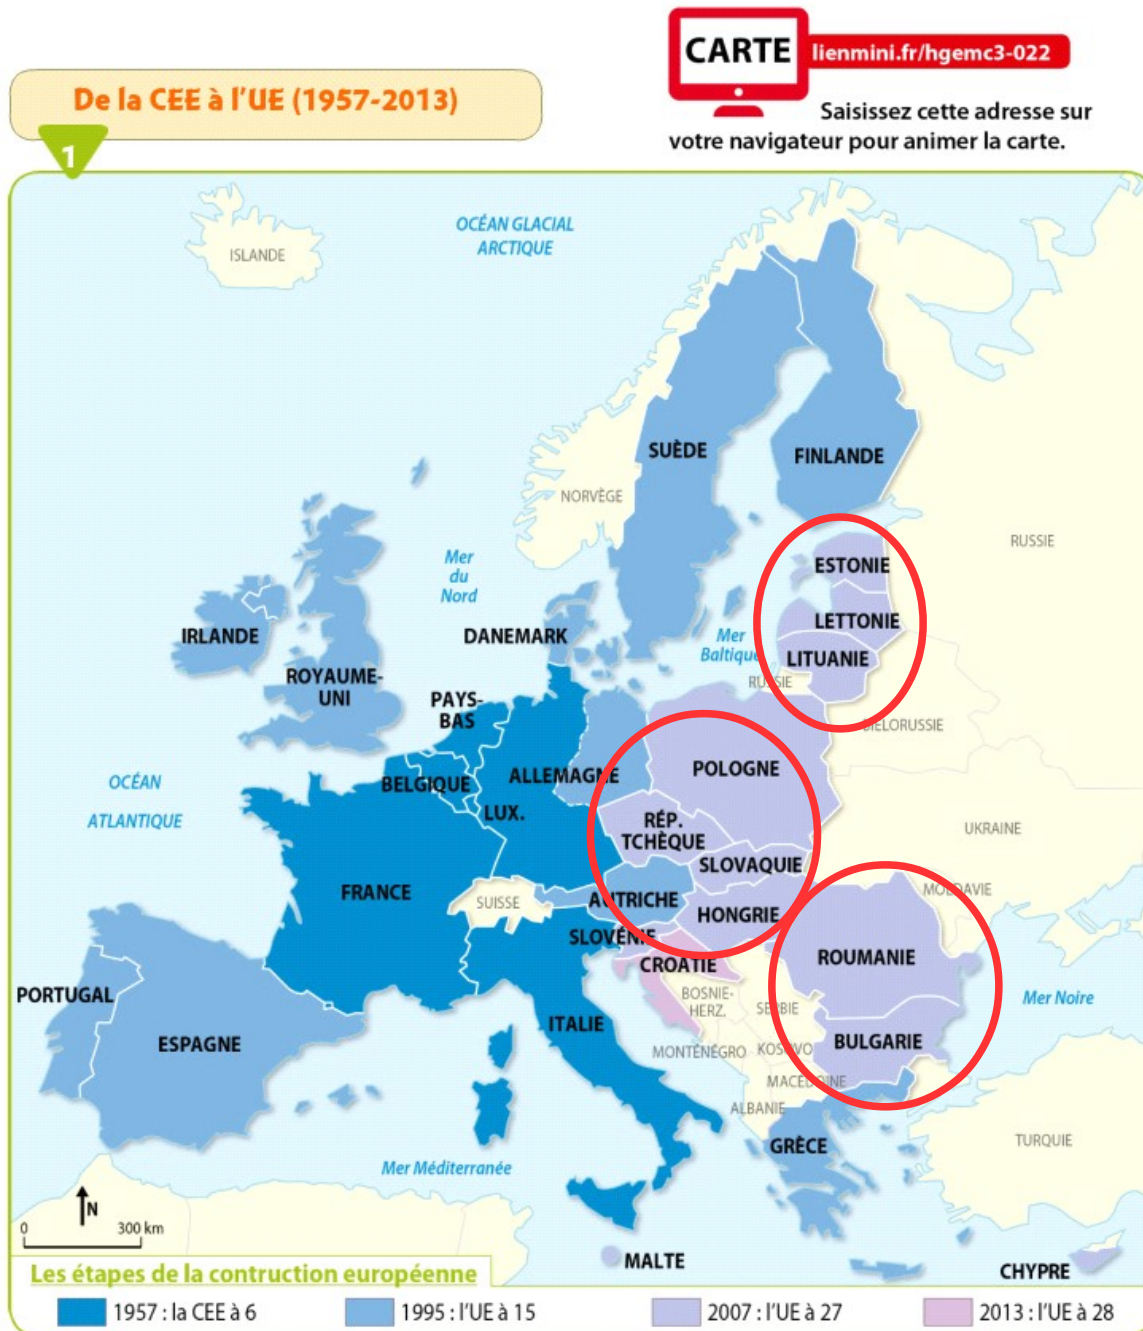 CARTE
lienmini.fr/hgemc3-022
De la CEE à l'UE (1957-2013)
Saisissez cette adresse sur
votre navigateur pour animer la carte.
1
OCÉAN GLACIAL
ARCTIQUE
ISLANDE
SUÈDE
FINLANDE
NORVÈGE
RUSSIE
Mer
du
Nord
ESTONIE
LETTONIE
LITUANIE
IRLANDE
DANEMARK
Mer
Baltique
ROYAUME-
UNI
RUSSIE
PAYS-
BAS
BIÉLORUSSIE
POLOGNE
ALLEMAGNE
BELGIQUE
OCÉAN
ATLANTIQUE
LUX.
RÉP.
TCHÈQUE
UKRAINE
SLOVAQUIE
FRANCE
SUISSE
AUTRICHE
HONGRIE
MOLDAVIE
SLOVÉNIE
CROATIE
ROUMANIE
PORTUGAL
BOSNIE-
HERZ.
SERBIE
Mer Noire
ITALIE
ESPAGNE
MONTÉNÉGRO
KOSOVO
BULGARIE
MACÉDOINE
ALBANIE
TURQUIE
GRÈCE
Mer Méditerranée
N
0
300 km
MALTE
CHYPRE
Les étapes de la contruction européenne
1957 : la CEE à 6
1995 : l'UE à 15
2007 : l'UE à 27
2013 : l'UE à 28